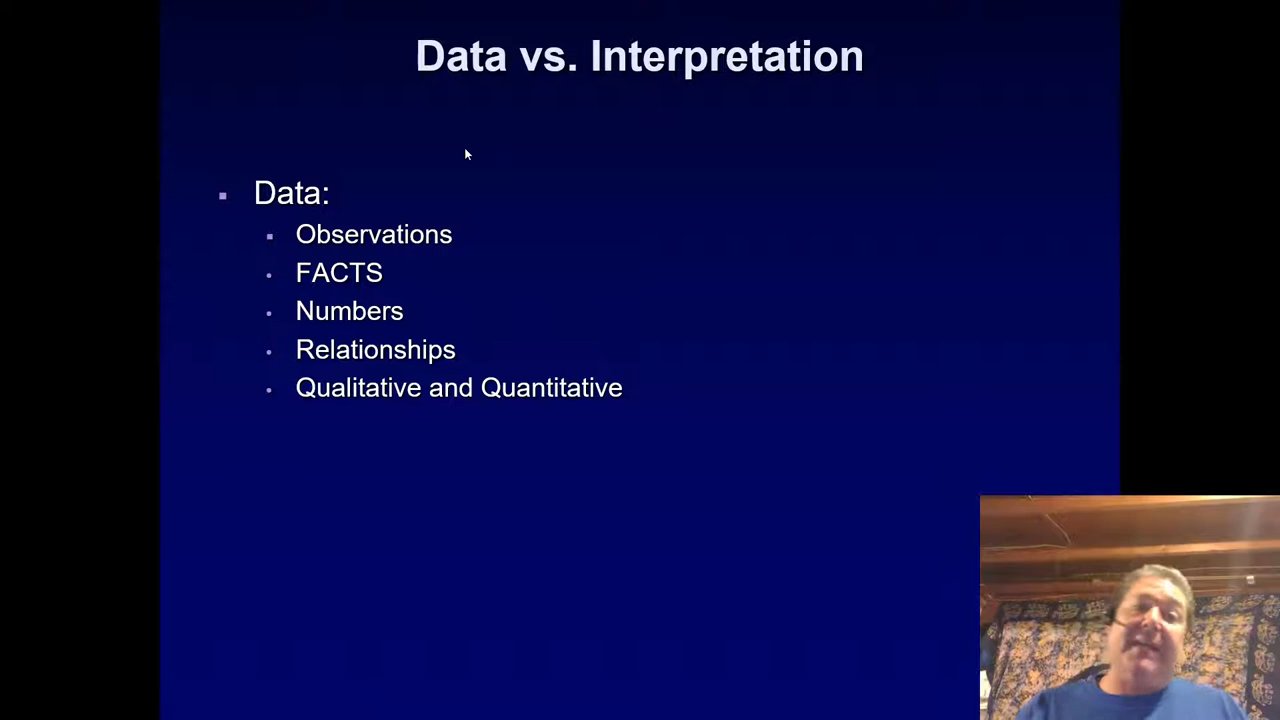 Data vs. Interpretation
Data:
Observations
FACTS
Numbers
Relationships
Qualitative and Quantitative